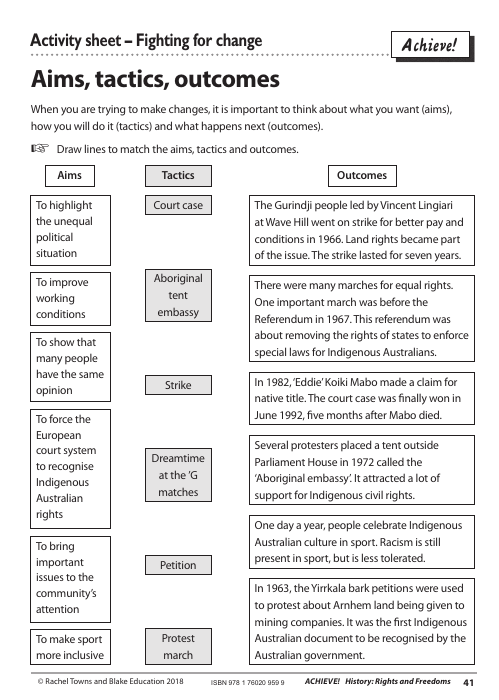 Activity sheet – Fighting for change
Achieve!
Aims, tactics, outcomes
When you are trying to make changes, it is important to think about what you want (aims),
how you will do it (tactics) and what happens next (outcomes).
Draw lines to match the aims, tactics and outcomes.
Aims
To highlight
the unequal
political
situation
To improve
working
conditions
To show that
many people
have the same
opinion
To force the
European
court system
to recognise
Indigenous
Australian
rights
To bring
important
issues to the
community's
attention
To make sport
more inclusive
Tactics
Court case
Aboriginal
tent
embassy
Strike
Dreamtime
at the 'G
matches
Petition
Protest
march
Outcomes
The Gurindji people led by Vincent Lingiari
at Wave Hill went on strike for better pay and
conditions in 1966. Land rights became part
of the issue. The strike lasted for seven years.
There were many marches for equal rights.
One important march was before the
Referendum in 1967. This referendum was
about removing the rights of states to enforce
special laws for Indigenous Australians.
In 1982, 'Eddie' Koiki Mabo made a claim for
native title. The court case was finally won in
June 1992, five months after Mabo died.
Several protesters placed a tent outside
Parliament House in 1972 called the
'Aboriginal embassy'. It attracted a lot of
support for Indigenous civil rights.
One day a year, people celebrate Indigenous
Australian culture in sport. Racism is still
present in sport, but is less tolerated.
In 1963, the Yirrkala bark petitions were used
to protest about Arnhem land being given to
mining companies. It was the first Indigenous
Australian document to be recognised by the
Australian government.
© Rachel Towns and Blake Education 2018
ISBN 978 1 76020 959 9
ACHIEVE! History: Rights and Freedoms 41